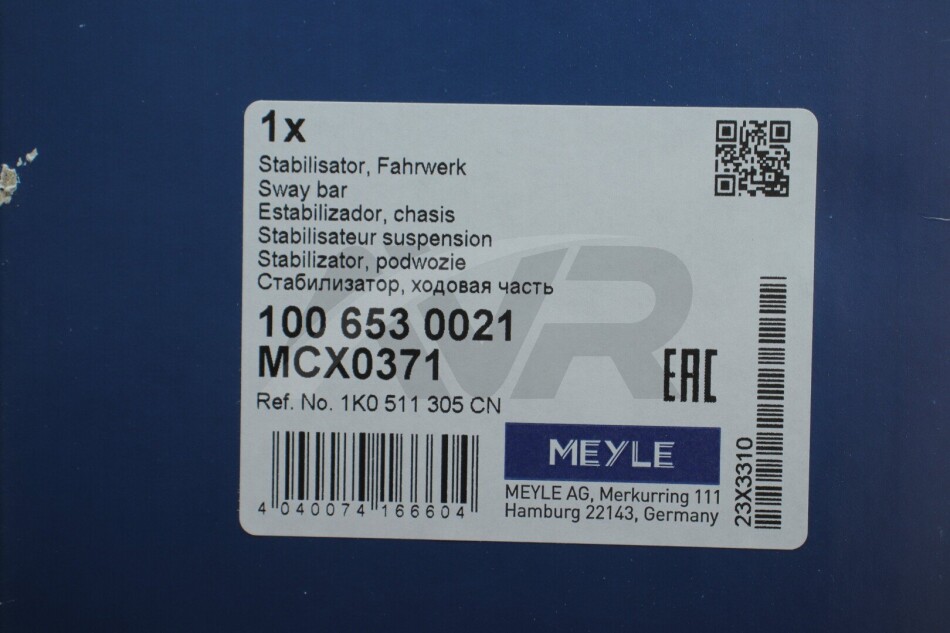 1x
Stabilisator, Fahrwerk
Sway bar
Estabilizador, chasis
Stabilisateur suspension
Stabilizator, podwozie
Стабилизатор, ходовая часть
100 653 0021
MCX0371
Ref. No. 1K0 511 305 CN
EAC
4 040074 166604
MEYLE
MEYLE AG, Merkurring 111
Hamburg 22143, Germany
23X3310
VR